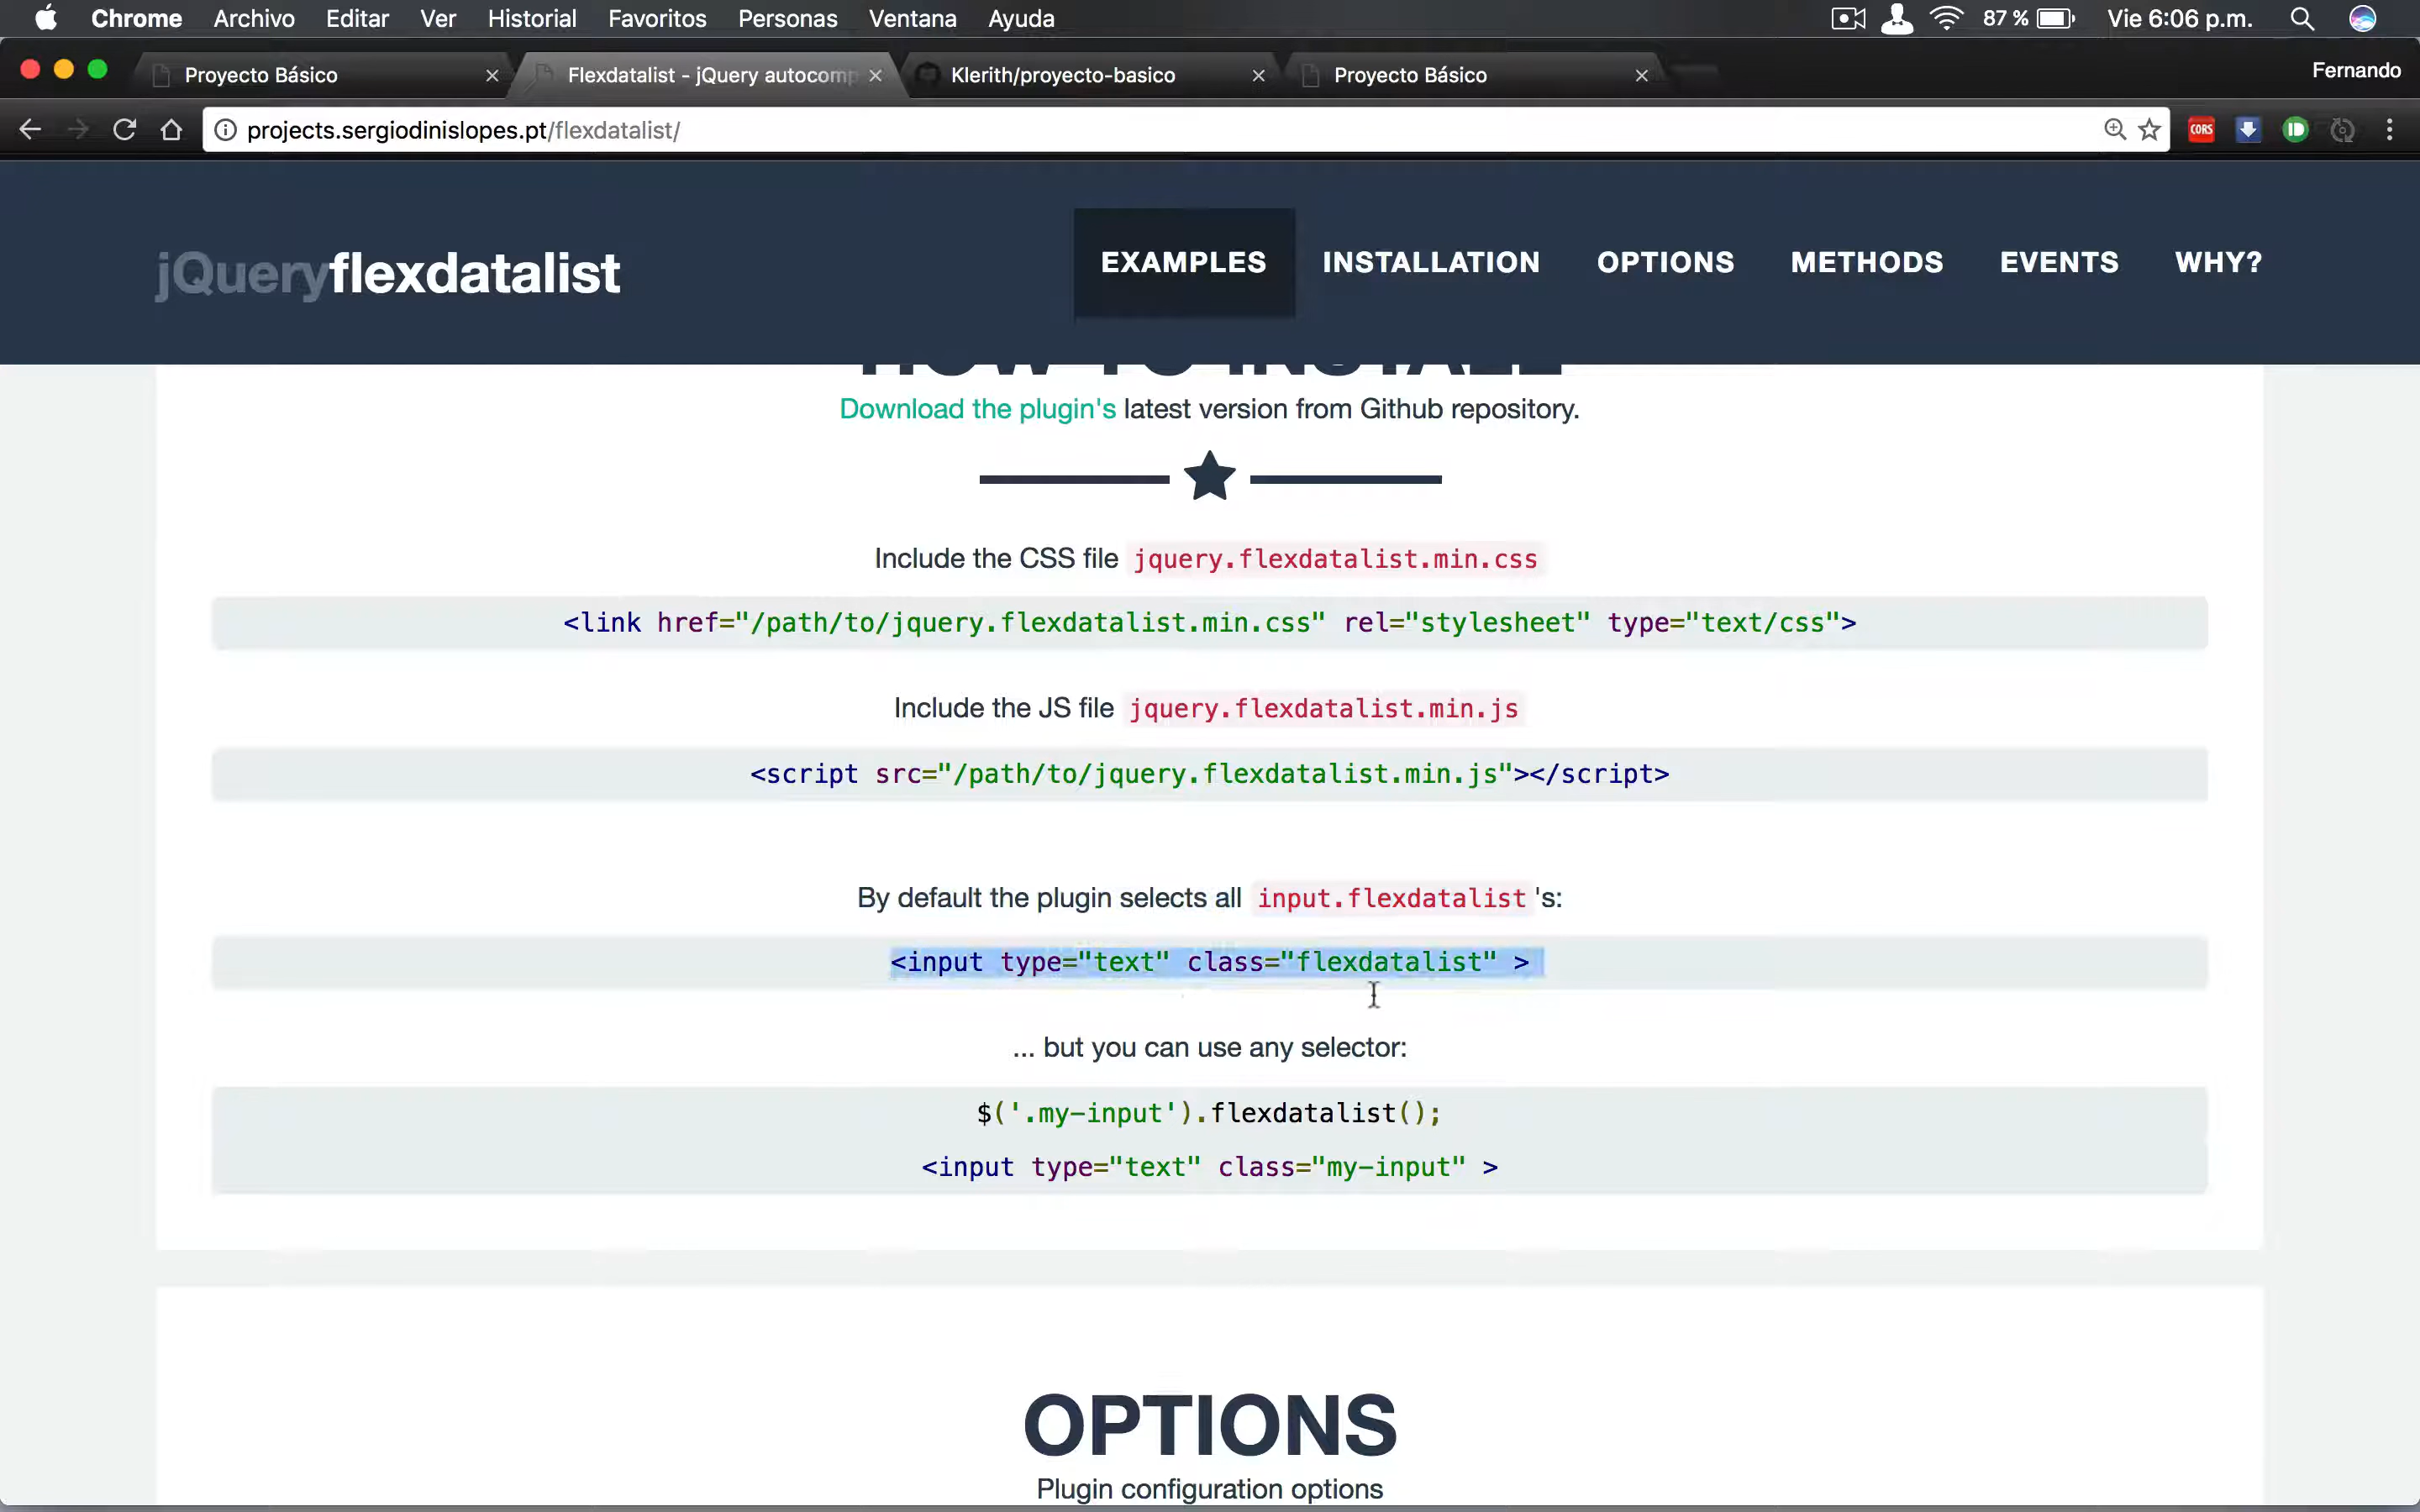 Chrome Archivo Editar Ver Historial Favoritos Personas Ventana Ayuda 87 % Vie 6:06 p.m.
Proyecto Básico Flexdatalist - jQuery autocomp Klerith/proyecto-basico Proyecto Básico Fernando
projects.sergiodinislopes.pt/flexdatalist/ CORS
jQueryflexdatalist EXAMPLES INSTALLATION OPTIONS METHODS EVENTS WHY?
HOW TO INSTALL
Download the plugin's latest version from Github repository.
Include the CSS file jquery.flexdatalist.min.css
<link href="/path/to/jquery.flexdatalist.min.css" rel="stylesheet" type="text/css">
Include the JS file jquery.flexdatalist.min.js
<script src="/path/to/jquery.flexdatalist.min.js"></script>
By default the plugin selects all input.flexdatalist 's:
<input type="text" class="flexdatalist" >
... but you can use any selector:
$('.my-input').flexdatalist();
<input type="text" class="my-input" >
OPTIONS
Plugin configuration options